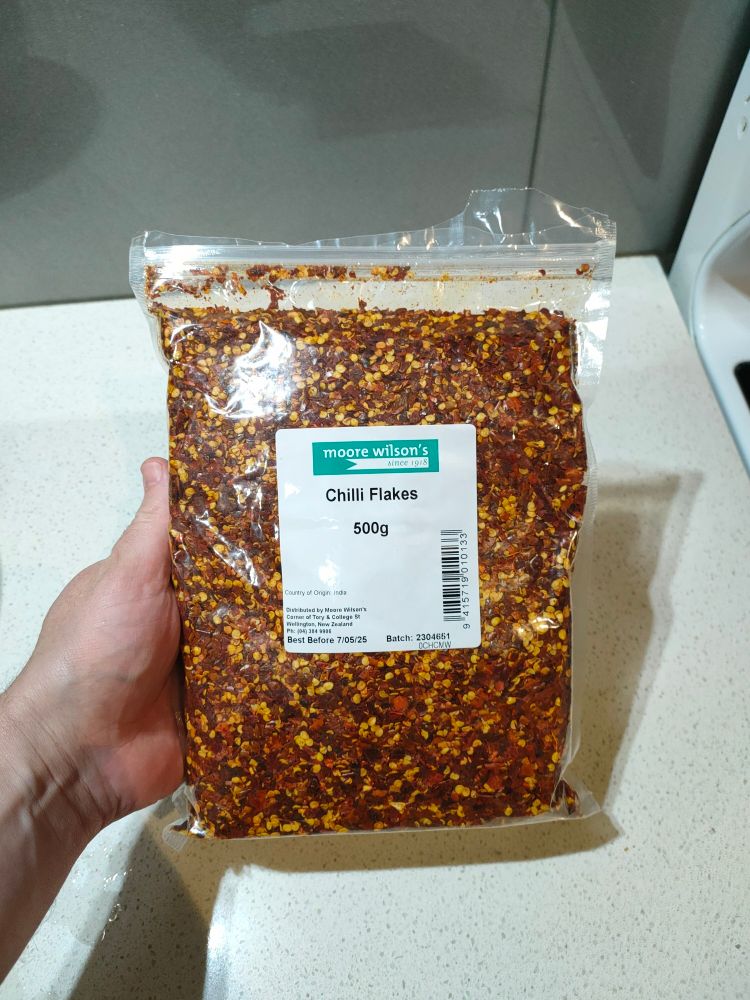 moore wilson's
since 1918
Chilli Flakes
500g
Country of Origin: India
Distributed by Moore Wilson's
Corner of Tory & College St
Wellington, New Zealand
Ph: (04) 384 9906
Best Before 7/05/25 Batch: 2304651
0CHCMW
9 415719 010133